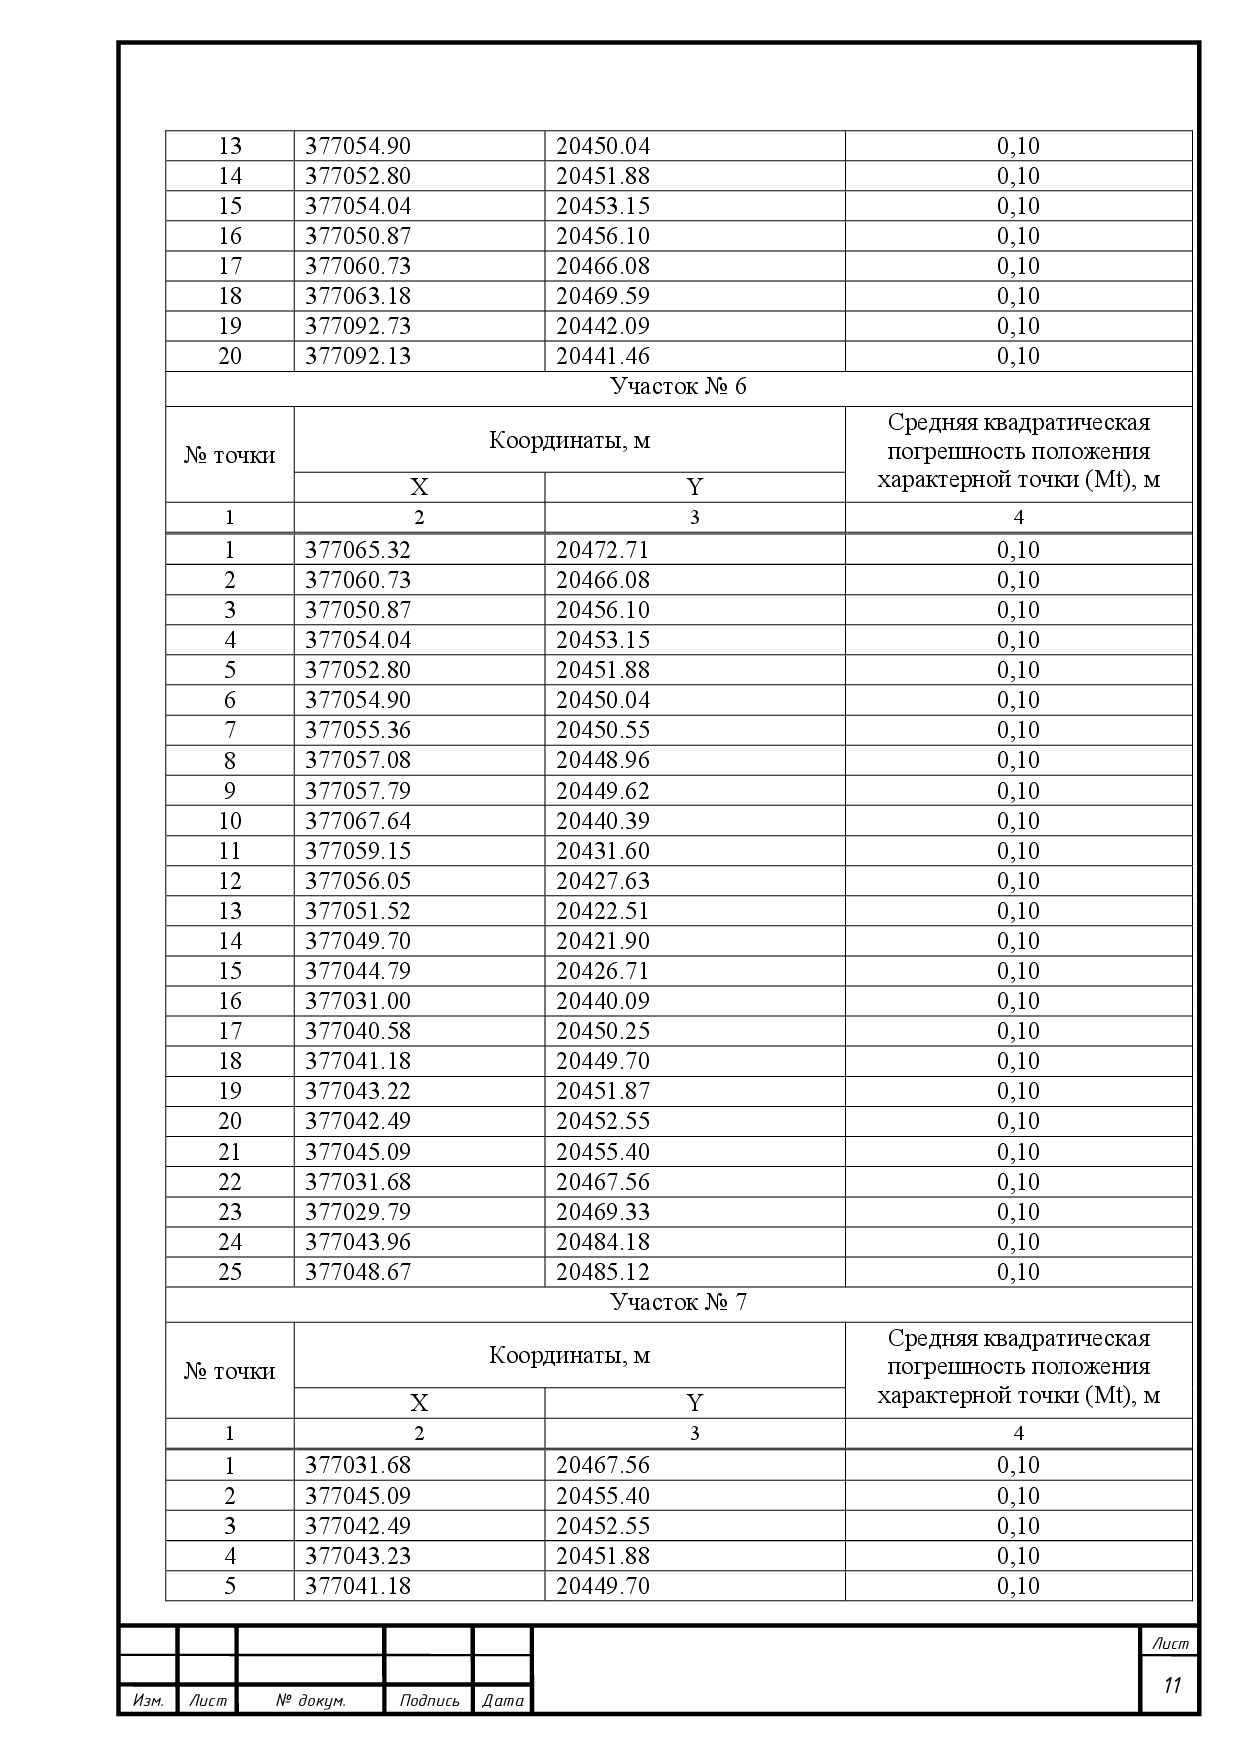 13 377054.90 20450.04 0,10
14 377052.80 20451.88 0,10
15 377054.04 20453.15 0,10
16 377050.87 20456.10 0,10
17 377060.73 20466.08 0,10
18 377063.18 20469.59 0,10
19 377092.73 20442.09 0,10
20 377092.13 20441.46 0,10
Участок № 6
№ точки
Координаты, м
Средняя квадратическая
погрешность положения
характерной точки (Mt), м
X Y
1 2 3 4
1 377065.32 20472.71 0,10
2 377060.73 20466.08 0,10
3 377050.87 20456.10 0,10
4 377054.04 20453.15 0,10
5 377052.80 20451.88 0,10
6 377054.90 20450.04 0,10
7 377055.36 20450.55 0,10
8 377057.08 20448.96 0,10
9 377057.79 20449.62 0,10
10 377067.64 20440.39 0,10
11 377059.15 20431.60 0,10
12 377056.05 20427.63 0,10
13 377051.52 20422.51 0,10
14 377049.70 20421.90 0,10
15 377044.79 20426.71 0,10
16 377031.00 20440.09 0,10
17 377040.58 20450.25 0,10
18 377041.18 20449.70 0,10
19 377043.22 20451.87 0,10
20 377042.49 20452.55 0,10
21 377045.09 20455.40 0,10
22 377031.68 20467.56 0,10
23 377029.79 20469.33 0,10
24 377043.96 20484.18 0,10
25 377048.67 20485.12 0,10
Участок № 7
№ точки
Координаты, м
Средняя квадратическая
погрешность положения
характерной точки (Mt), м
X Y
1 2 3 4
1 377031.68 20467.56 0,10
2 377045.09 20455.40 0,10
3 377042.49 20452.55 0,10
4 377043.23 20451.88 0,10
5 377041.18 20449.70 0,10
Лист
11
Изм. Лист № докум. Подпись Дата